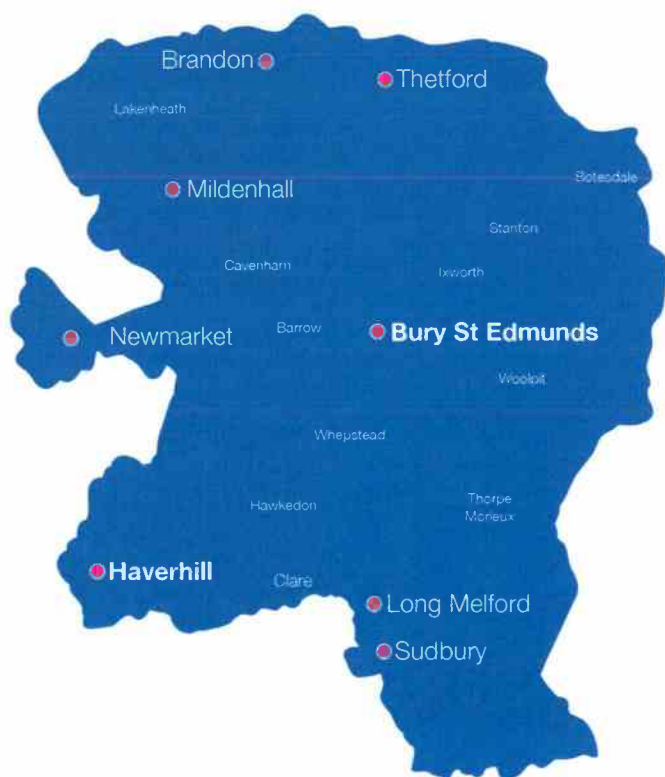 Brandon
Thetford
Lakenheath
Botesdale
Mildenhall
Stanton
Cavenham
Ixworth
Barrow
Bury St Edmunds
Newmarket
Woolpit
Whepstead
Thorpe
Morieux
Hawkedon
Haverhill
Clare
Long Melford
Sudbury